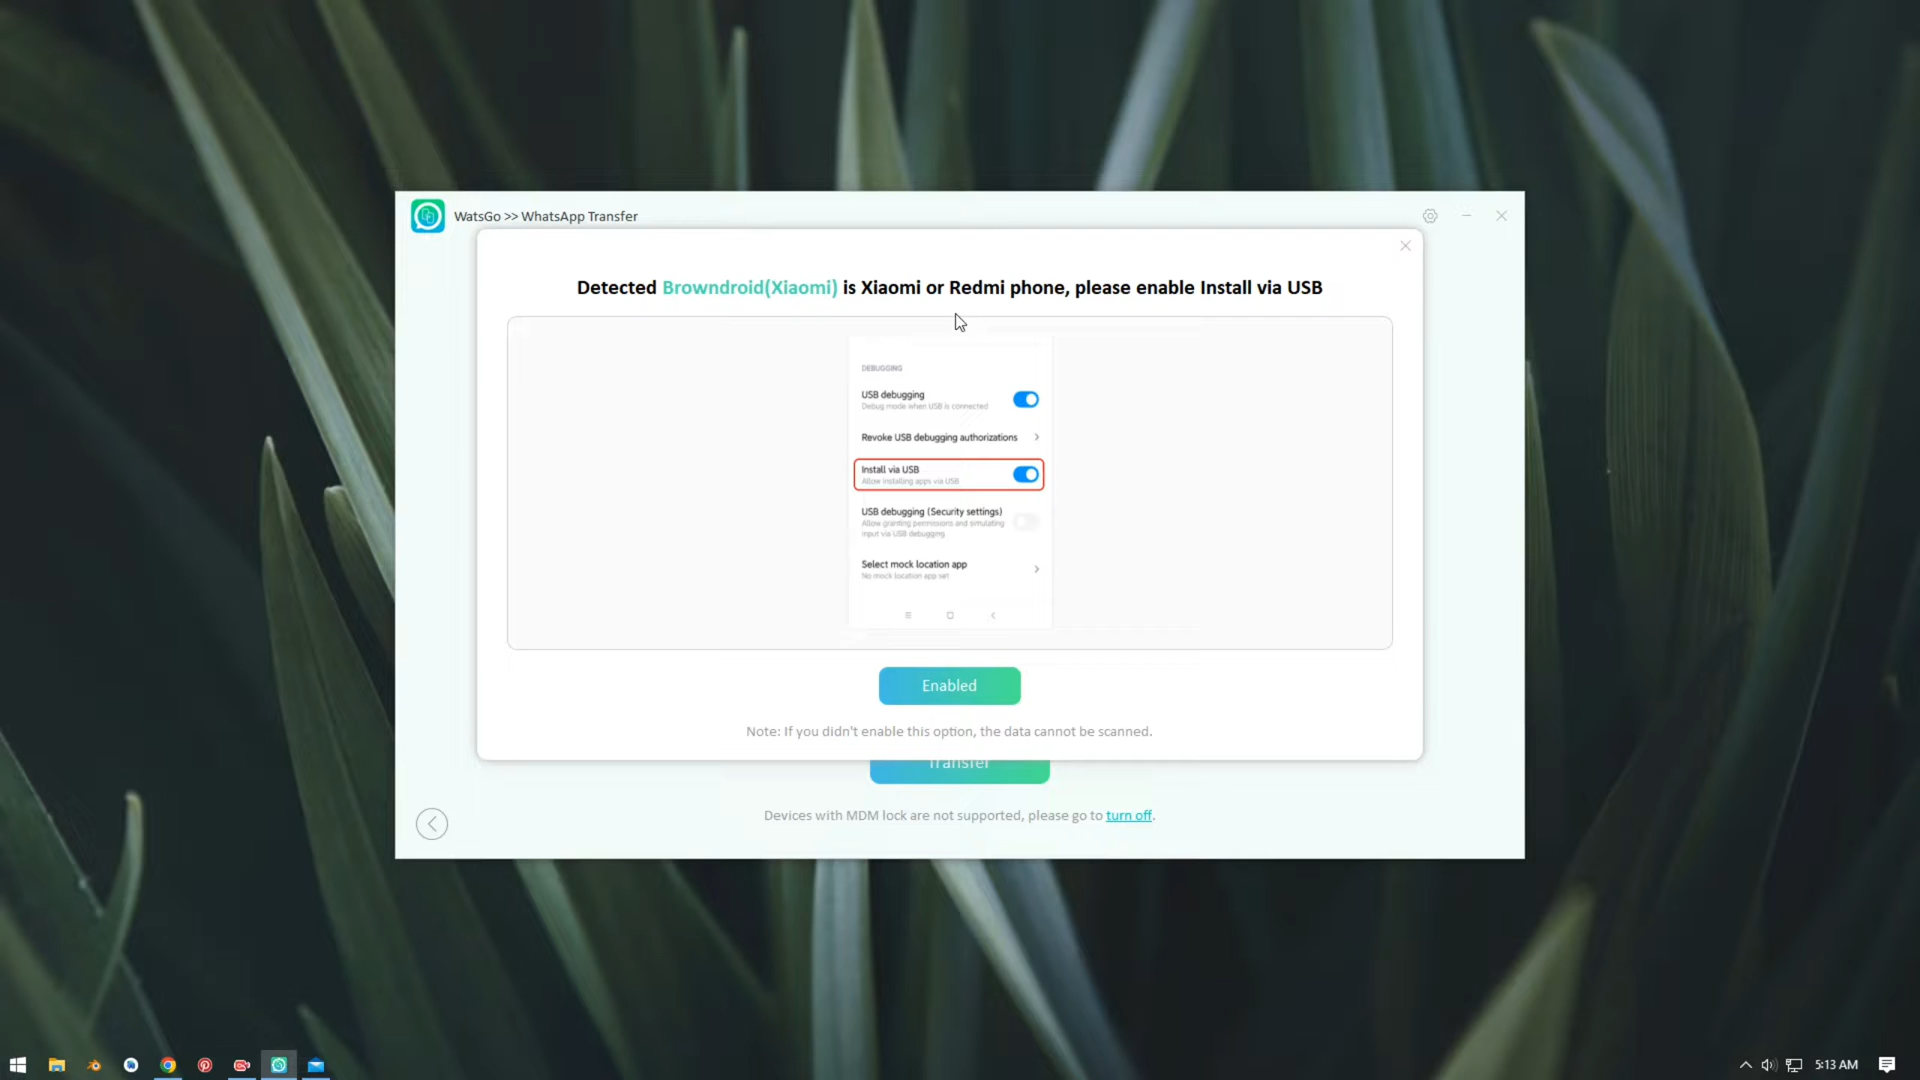 WatsGo >> WhatsApp Transfer
Detected Browndroid(Xiaomi) is Xiaomi or Redmi phone, please enable Install via USB
DEBUGGING
USB debugging
Debug mode when USB is connected
Revoke USB debugging authorizations
Install via USB
Allow installing apps via USB
USB debugging (Security settings)
Allow granting permissions and simulating
input via USB debugging
Select mock location app
No mock location app set
Enabled
Note: If you didn't enable this option, the data cannot be scanned.
Transfer
Devices with MDM lock are not supported, please go to turn off.
5:13 AM